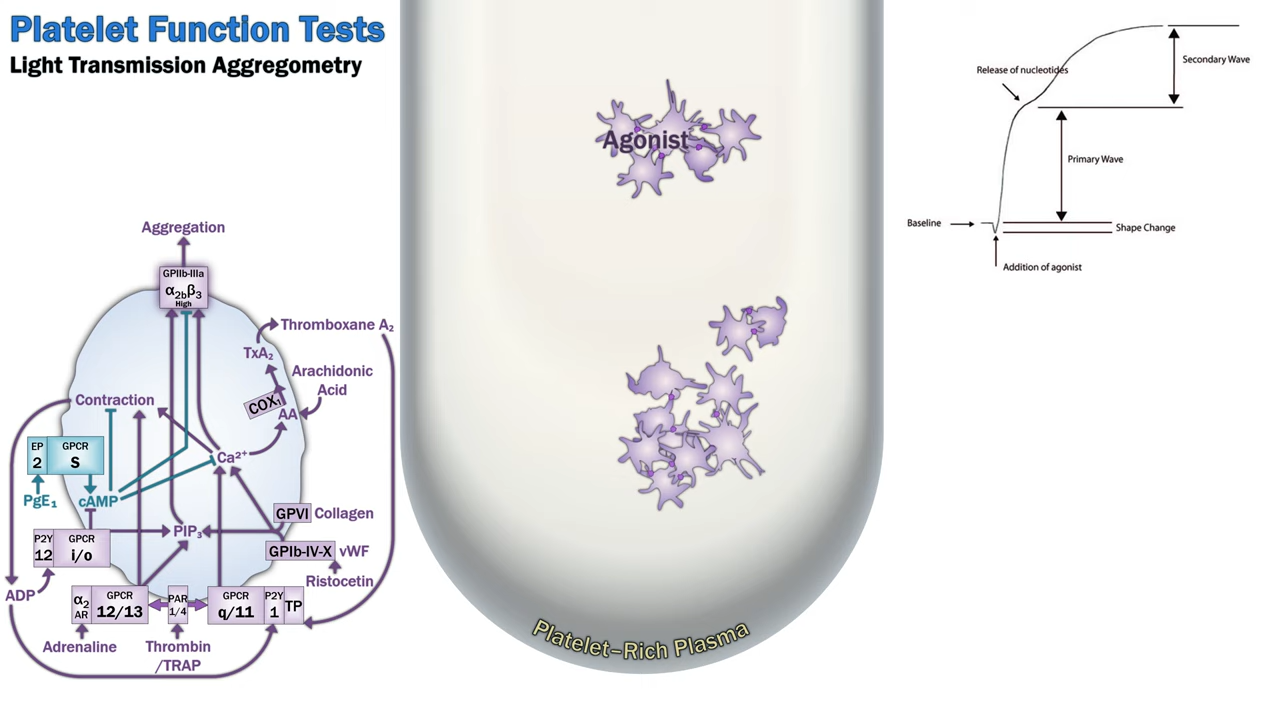 Platelet Function Tests
Light Transmission Aggregometry
Aggregation
GPIIb-IIIa
α2bβ3
High
Thromboxane A₂
TxA₂
Arachidonic
Acid
COX₁
AA
Contraction
EP
2
GPCR
S
Ca²⁺
PgE₁
cAMP
GPVI
Collagen
P2Y
12
GPCR
i/o
PIP₃
GPIb-IV-X
vWF
Ristocetin
ADP
α₂
AR
GPCR
12/13
PAR
1/4
GPCR
q/11
P2Y
1
TP
Adrenaline
Thrombin
/TRAP
Agonist
Platelet-Rich Plasma
Release of nucleotides
Secondary Wave
Primary Wave
Baseline
Shape Change
Addition of agonist